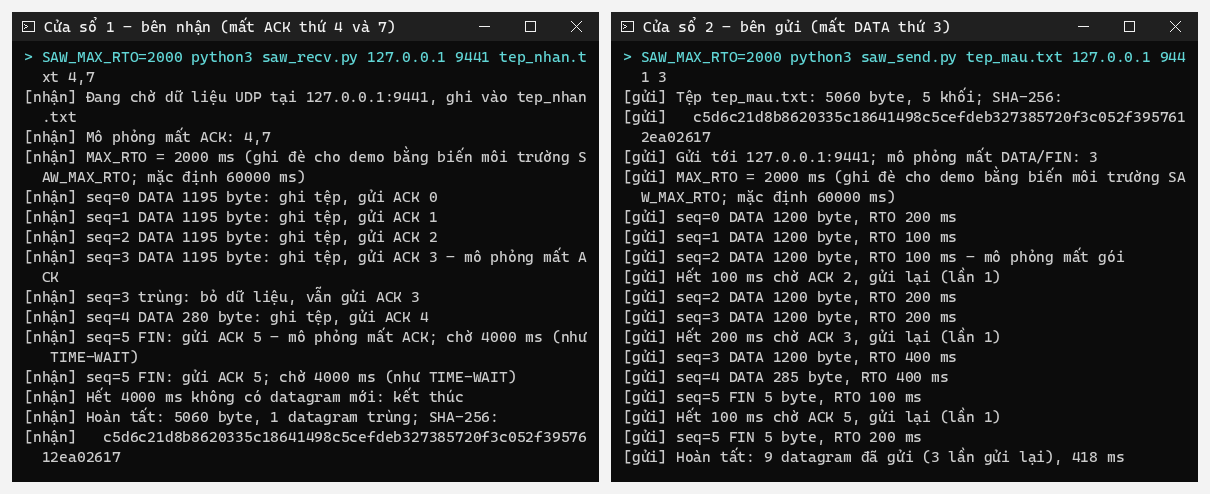 Cửa sổ 1 — bên nhận (mất ACK thứ 4 và 7)
> SAW_MAX_RTO=2000 python3 saw_recv.py 127.0.0.1 9441 tep_nhan.t
xt 4,7
[nhận] Đang chờ dữ liệu UDP tại 127.0.0.1:9441, ghi vào tep_nhan
.txt
[nhận] Mô phỏng mất ACK: 4,7
[nhận] MAX_RTO = 2000 ms (ghi đè cho demo bằng biến môi trường S
AW_MAX_RTO; mặc định 60000 ms)
[nhận] seq=0 DATA 1195 byte: ghi tệp, gửi ACK 0
[nhận] seq=1 DATA 1195 byte: ghi tệp, gửi ACK 1
[nhận] seq=2 DATA 1195 byte: ghi tệp, gửi ACK 2
[nhận] seq=3 DATA 1195 byte: ghi tệp, gửi ACK 3 — mô phỏng mất A
CK
[nhận] seq=3 trùng: bỏ dữ liệu, vẫn gửi ACK 3
[nhận] seq=4 DATA 280 byte: ghi tệp, gửi ACK 4
[nhận] seq=5 FIN: gửi ACK 5 — mô phỏng mất ACK; chờ 4000 ms (như
TIME-WAIT)
[nhận] seq=5 FIN: gửi ACK 5; chờ 4000 ms (như TIME-WAIT)
[nhận] Hết 4000 ms không có datagram mới: kết thúc
[nhận] Hoàn tất: 5060 byte, 1 datagram trùng; SHA-256:
[nhận]   c5d6c21d8b8620335c18641498c5cefdeb327385720f3c052f39576
12ea02617
Cửa sổ 2 — bên gửi (mất DATA thứ 3)
> SAW_MAX_RTO=2000 python3 saw_send.py tep_mau.txt 127.0.0.1 944
1 3
[gửi] Tệp tep_mau.txt: 5060 byte, 5 khối; SHA-256:
[gửi]   c5d6c21d8b8620335c18641498c5cefdeb327385720f3c052f395761
2ea02617
[gửi] Gửi tới 127.0.0.1:9441; mô phỏng mất DATA/FIN: 3
[gửi] MAX_RTO = 2000 ms (ghi đè cho demo bằng biến môi trường SA
W_MAX_RTO; mặc định 60000 ms)
[gửi] seq=0 DATA 1200 byte, RTO 200 ms
[gửi] seq=1 DATA 1200 byte, RTO 100 ms
[gửi] seq=2 DATA 1200 byte, RTO 100 ms — mô phỏng mất gói
[gửi] Hết 100 ms chờ ACK 2, gửi lại (lần 1)
[gửi] seq=2 DATA 1200 byte, RTO 200 ms
[gửi] seq=3 DATA 1200 byte, RTO 200 ms
[gửi] Hết 200 ms chờ ACK 3, gửi lại (lần 1)
[gửi] seq=3 DATA 1200 byte, RTO 400 ms
[gửi] seq=4 DATA 285 byte, RTO 400 ms
[gửi] seq=5 FIN 5 byte, RTO 100 ms
[gửi] Hết 100 ms chờ ACK 5, gửi lại (lần 1)
[gửi] seq=5 FIN 5 byte, RTO 200 ms
[gửi] Hoàn tất: 9 datagram đã gửi (3 lần gửi lại), 418 ms